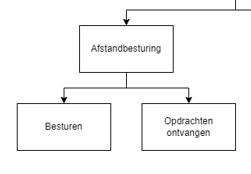 Afstandbesturing
Besturen
Opdrachten
ontvangen